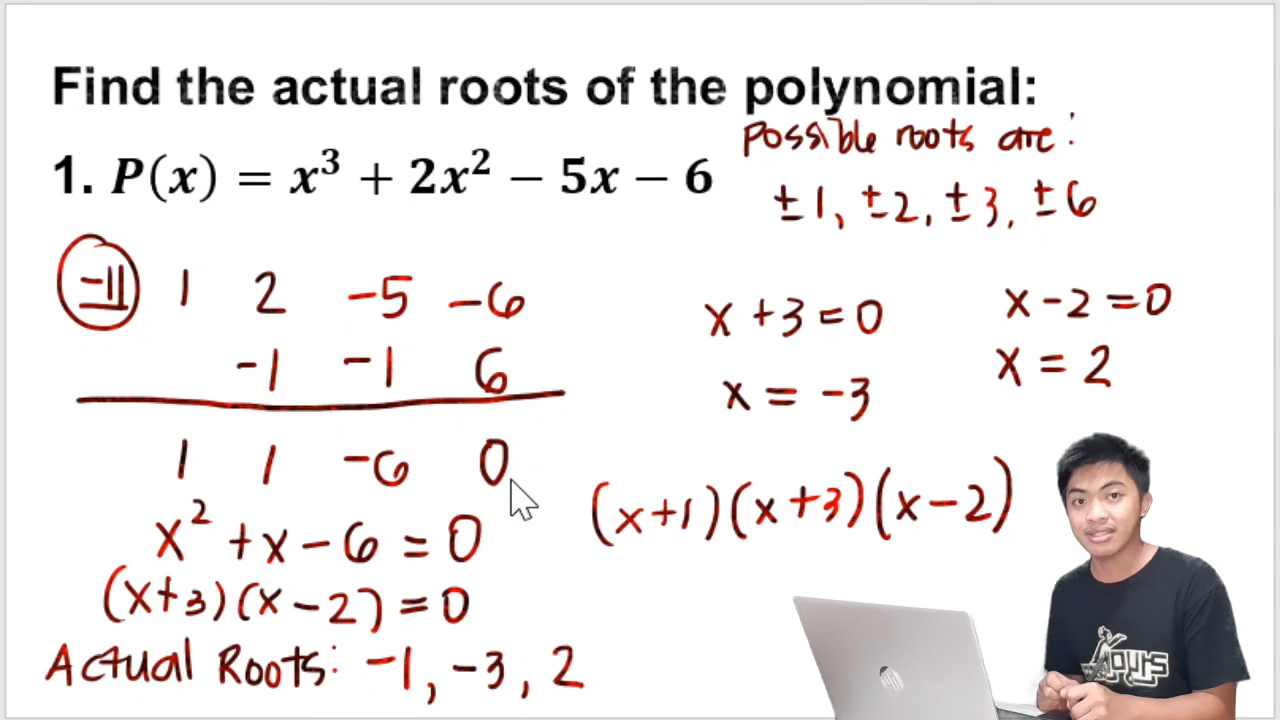 Find the actual roots of the polynomial:
Possible roots are:
1. P(x) = x³ + 2x² − 5x − 6
±1, ±2, ±3, ±6
-1| 1 2 -5 -6
-1 -1 6
1 1 -6 0
x² + x - 6 = 0
(x+3)(x-2) = 0
Actual Roots: -1, -3, 2
x + 3 = 0
x = -3
x - 2 = 0
x = 2
(x+1)(x+3)(x-2)
hp